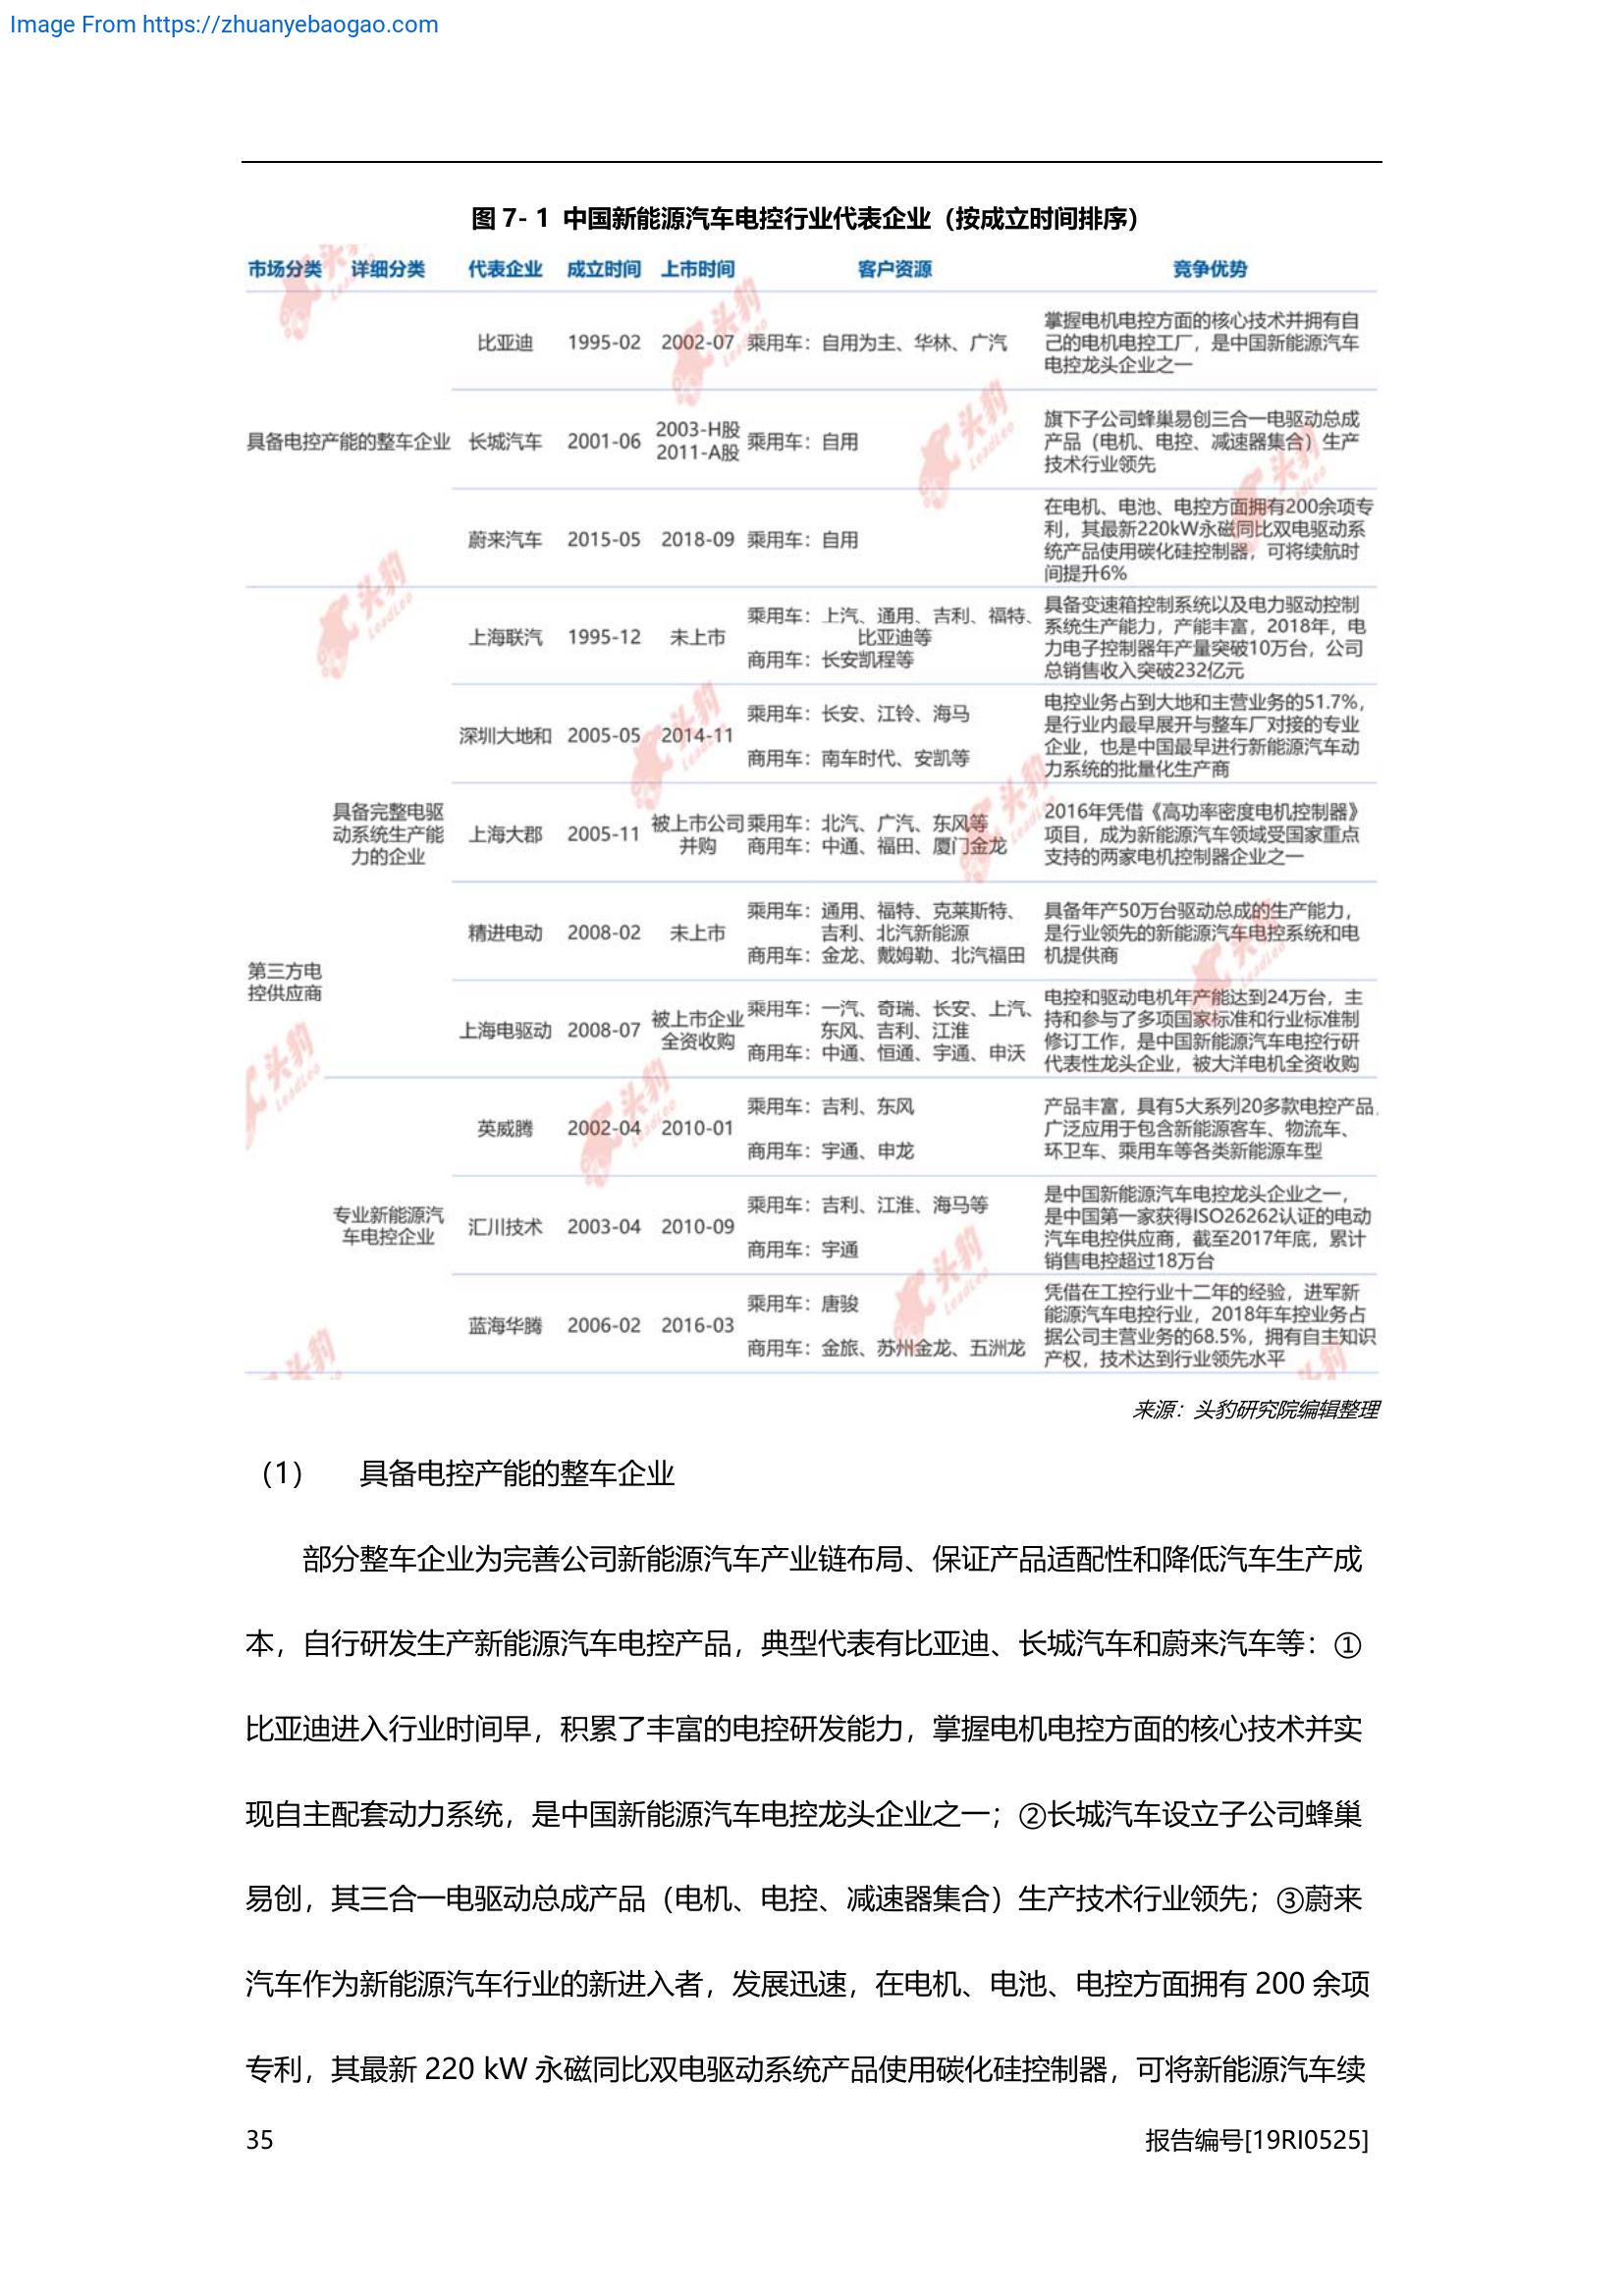 Image From https://zhuanyebaogao.com
图 7- 1 中国新能源汽车电控行业代表企业（按成立时间排序）
市场分类 详细分类 代表企业 成立时间 上市时间 客户资源 竞争优势
具备电控产能的整车企业
比亚迪 1995-02 2002-07 乘用车：自用为主、华林、广汽
掌握电机电控方面的核心技术并拥有自
己的电机电控工厂，是中国新能源汽车
电控龙头企业之一
长城汽车 2001-06 2003-H股
2011-A股
乘用车：自用
旗下子公司蜂巢易创三合一电驱动总成
产品（电机、电控、减速器集合）生产
技术行业领先
蔚来汽车 2015-05 2018-09 乘用车：自用
在电机、电池、电控方面拥有200余项专
利，其最新220kW永磁同比双电驱动系
统产品使用碳化硅控制器，可将续航时
间提升6%
第三方电
控供应商
具备完整电驱
动系统生产能
力的企业
上海联汽 1995-12 未上市
乘用车：上汽、通用、吉利、福特、
比亚迪等
商用车：长安凯程等
具备变速箱控制系统以及电力驱动控制
系统生产能力，产能丰富，2018年，电
力电子控制器年产量突破10万台，公司
总销售收入突破232亿元
深圳大地和 2005-05 2014-11
乘用车：长安、江铃、海马
商用车：南车时代、安凯等
电控业务占到大地和主营业务的51.7%，
是行业内最早展开与整车厂对接的专业
企业，也是中国最早进行新能源汽车动
力系统的批量化生产商
上海大郡 2005-11 被上市公司
并购
乘用车：北汽、广汽、东风等
商用车：中通、福田、厦门金龙
2016年凭借《高功率密度电机控制器》
项目，成为新能源汽车领域受国家重点
支持的两家电机控制器企业之一
精进电动 2008-02 未上市
乘用车：通用、福特、克莱斯特、
吉利、北汽新能源
商用车：金龙、戴姆勒、北汽福田
具备年产50万台驱动总成的生产能力，
是行业领先的新能源汽车电控系统和电
机提供商
上海电驱动 2008-07 被上市企业
全资收购
乘用车：一汽、奇瑞、长安、上汽、
东风、吉利、江淮
商用车：中通、恒通、宇通、申沃
电控和驱动电机年产能达到24万台，主
持和参与了多项国家标准和行业标准制
修订工作，是中国新能源汽车电控行研
代表性龙头企业，被大洋电机全资收购
专业新能源汽
车电控企业
英威腾 2002-04 2010-01
乘用车：吉利、东风
商用车：宇通、申龙
产品丰富，具有5大系列20多款电控产品，
广泛应用于包含新能源客车、物流车、
环卫车、乘用车等各类新能源车型
汇川技术 2003-04 2010-09
乘用车：吉利、江淮、海马等
商用车：宇通
是中国新能源汽车电控龙头企业之一，
是中国第一家获得ISO26262认证的电动
汽车电控供应商，截至2017年底，累计
销售电控超过18万台
蓝海华腾 2006-02 2016-03
乘用车：唐骏
商用车：金旅、苏州金龙、五洲龙
凭借在工控行业十二年的经验，进军新
能源汽车电控行业，2018年车控业务占
据公司主营业务的68.5%，拥有自主知识
产权，技术达到行业领先水平
来源：头豹研究院编辑整理
（1） 具备电控产能的整车企业
部分整车企业为完善公司新能源汽车产业链布局、保证产品适配性和降低汽车生产成
本，自行研发生产新能源汽车电控产品，典型代表有比亚迪、长城汽车和蔚来汽车等：①
比亚迪进入行业时间早，积累了丰富的电控研发能力，掌握电机电控方面的核心技术并实
现自主配套动力系统，是中国新能源汽车电控龙头企业之一；②长城汽车设立子公司蜂巢
易创，其三合一电驱动总成产品（电机、电控、减速器集合）生产技术行业领先；③蔚来
汽车作为新能源汽车行业的新进入者，发展迅速，在电机、电池、电控方面拥有 200 余项
专利，其最新 220 kW 永磁同比双电驱动系统产品使用碳化硅控制器，可将新能源汽车续
35 报告编号[19RI0525]